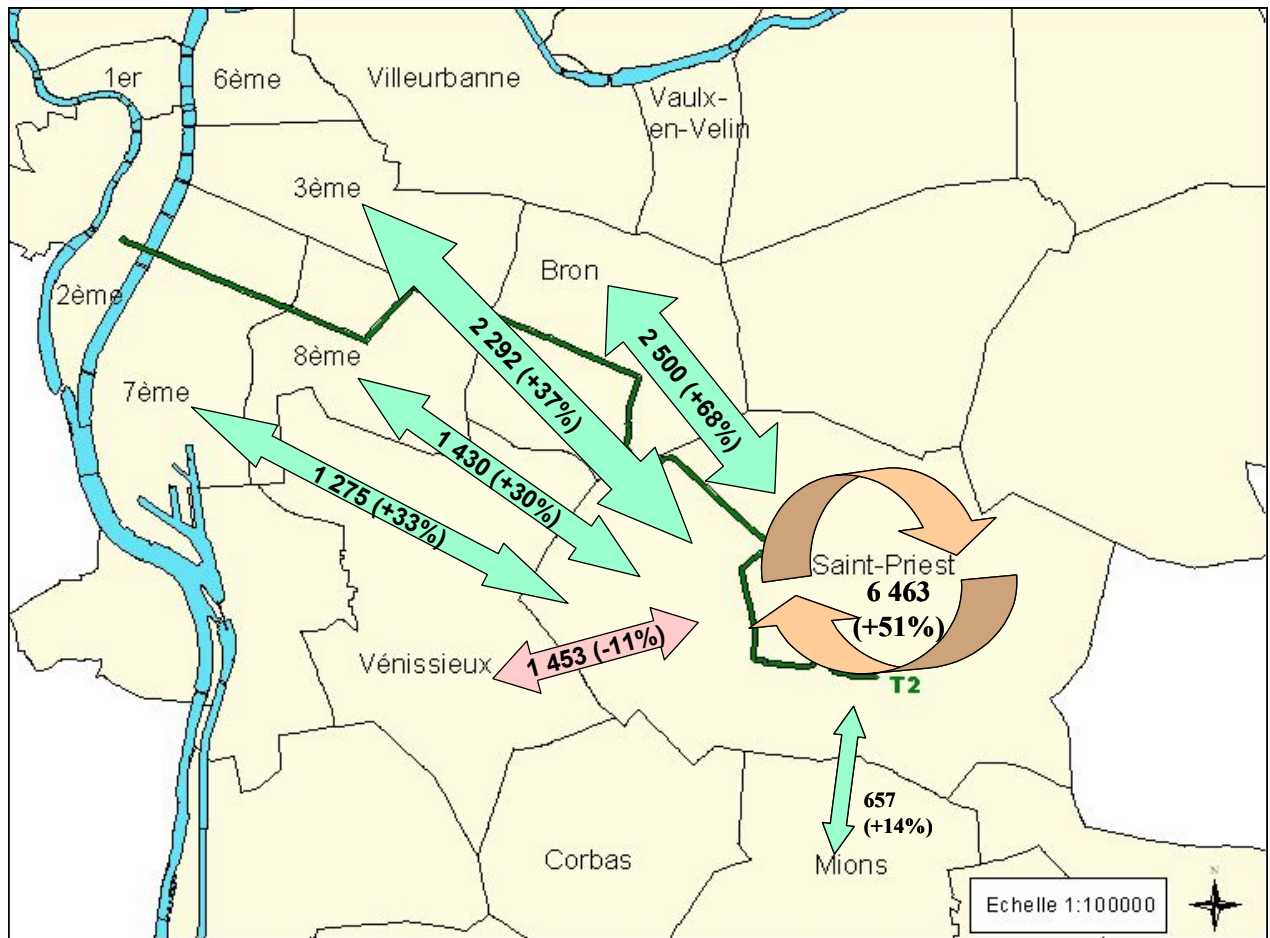 1er
6ème
Villeurbanne
Vaulx-
en-Velin
3ème
Bron
2ème
2 292 (+37%)
2 500 (+68%)
8ème
7ème
1 430 (+30%)
1 275 (+33%)
Saint-Priest
6 463
(+51%)
1 453 (-11%)
Vénissieux
T2
657
(+14%)
Corbas
Mions
N
Echelle 1:100000